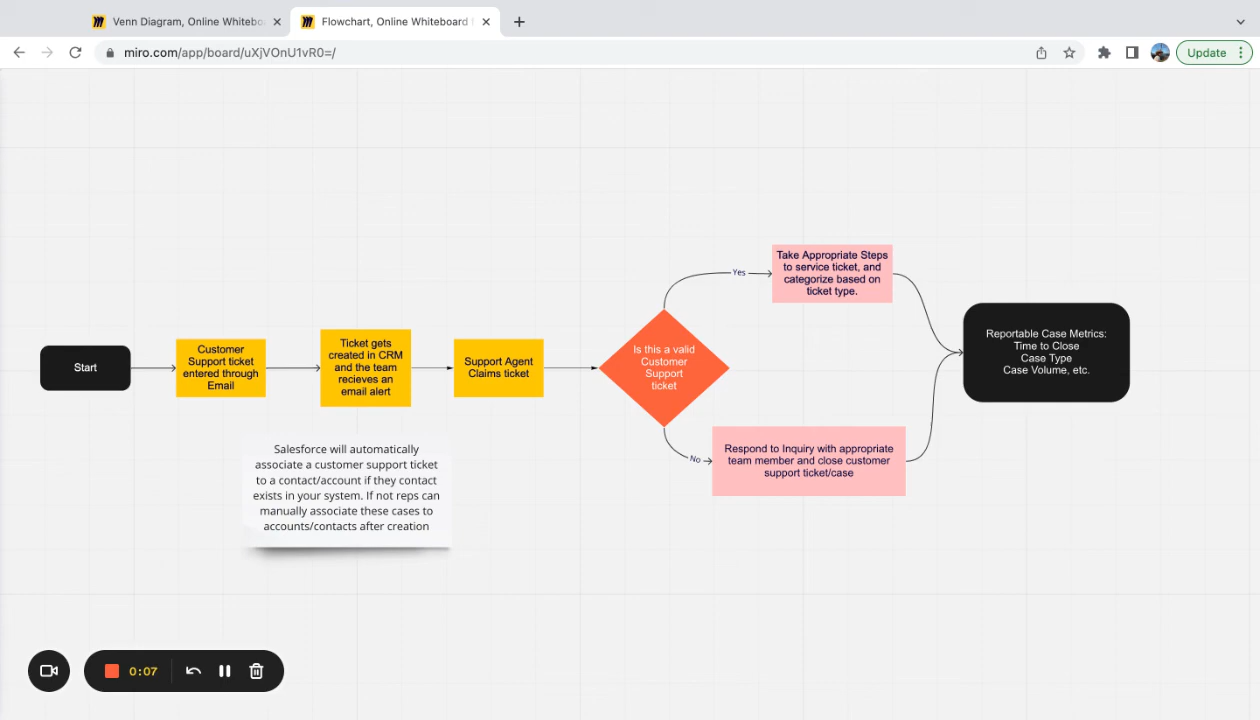 Venn Diagram, Online Whitebo
Flowchart, Online Whiteboard
miro.com/app/board/uXjVOnU1vR0=/
Update
Start
Customer
Support ticket
entered through
Email
Ticket gets
created in CRM
and the team
recieves an
email alert
Support Agent
Claims ticket
Is this a valid
Customer
Support
ticket
Yes
Take Appropriate Steps
to service ticket, and
categorize based on
ticket type.
No
Respond to Inquiry with appropriate
team member and close customer
support ticket/case
Reportable Case Metrics:
Time to Close
Case Type
Case Volume, etc.
Salesforce will automatically
associate a customer support ticket
to a contact/account if they contact
exists in your system. If not reps can
manually associate these cases to
accounts/contacts after creation
0:07